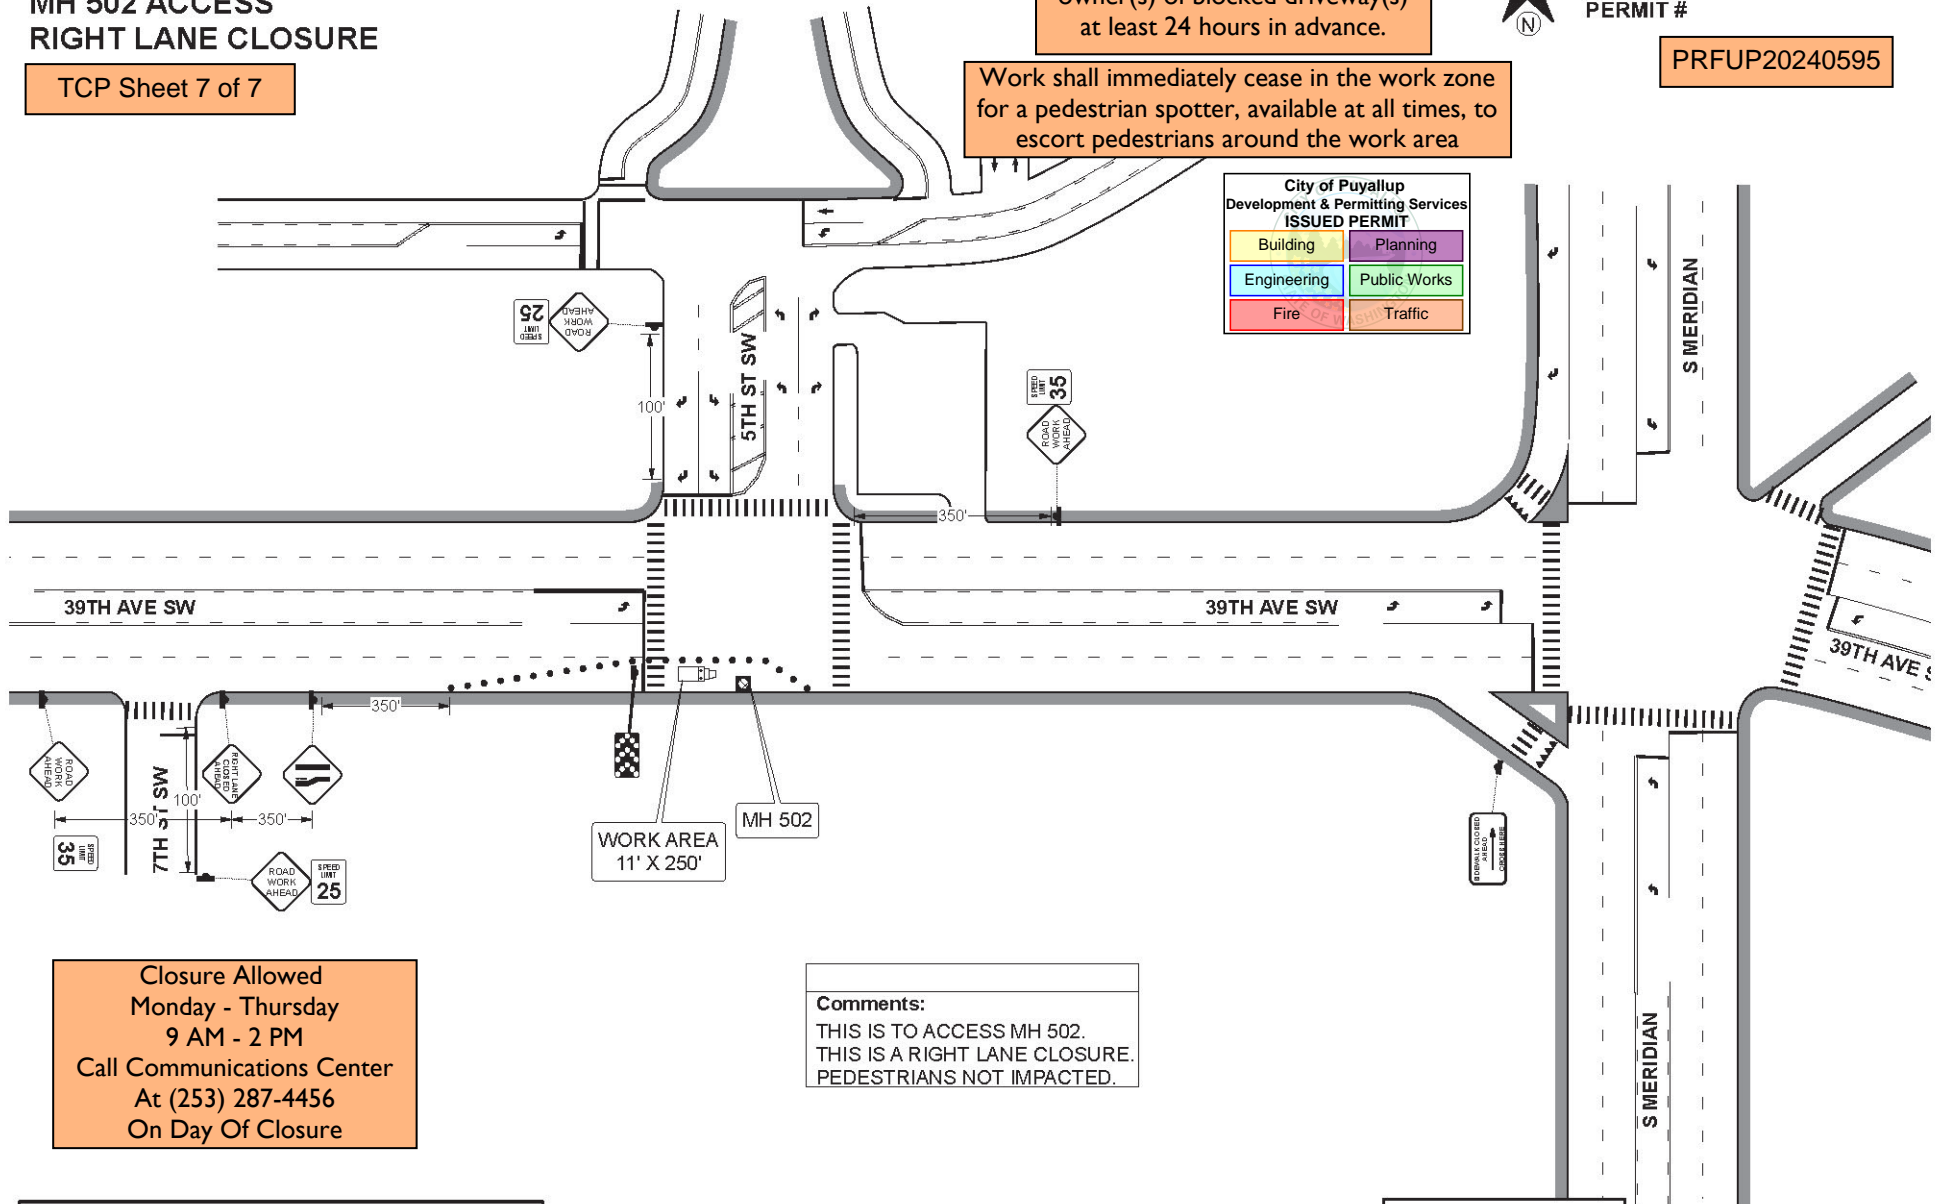 MH 502 ACCESS
RIGHT LANE CLOSURE
TCP Sheet 7 of 7
owner(s) of blocked driveway(s)
at least 24 hours in advance.
N
PERMIT #
PRFUP20240595
Work shall immediately cease in the work zone
for a pedestrian spotter, available at all times, to
escort pedestrians around the work area
City of Puyallup
Development & Permitting Services
ISSUED PERMIT
Building
Planning
Engineering
Public Works
Fire
Traffic
OF WASHINGTON
S MERIDIAN
SPEED
LIMIT
25
ROAD
WORK
AHEAD
100'
5TH ST SW
SPEED
LIMIT
35
ROAD
WORK
AHEAD
350'
39TH AVE SW
39TH AVE SW
39TH AVE S
350'
ROAD
WORK
AHEAD
RIGHT LANE
CLOSED
AHEAD
350'
350'
100'
7TH ST SW
SPEED
LIMIT
35
ROAD
WORK
AHEAD
SPEED
LIMIT
25
WORK AREA
11' X 250'
MH 502
SIDEWALK CLOSED
AHEAD
CROSS HERE
S MERIDIAN
Closure Allowed
Monday - Thursday
9 AM - 2 PM
Call Communications Center
At (253) 287-4456
On Day Of Closure
Comments:
THIS IS TO ACCESS MH 502.
THIS IS A RIGHT LANE CLOSURE.
PEDESTRIANS NOT IMPACTED.